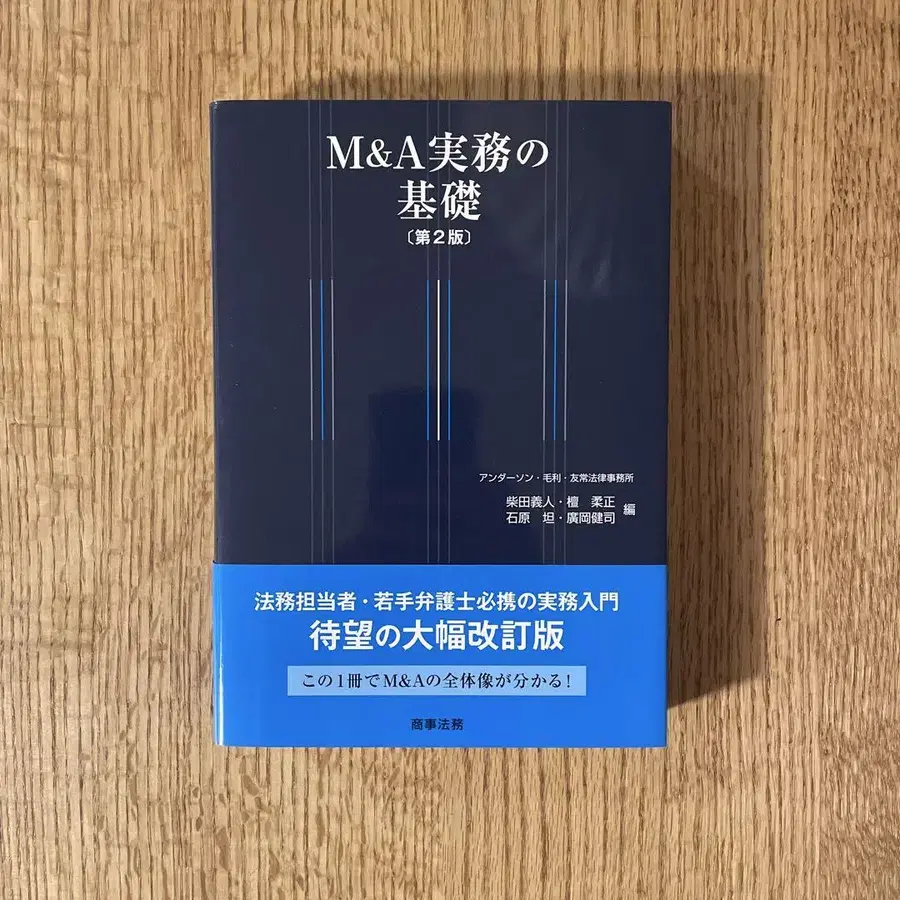 M&A実務の
基礎
〔第2版〕
アンダーソン・毛利・友常法律事務所
柴田義人・檀　柔正
石原　坦・廣岡健司
編
法務担当者・若手弁護士必携の実務入門
待望の大幅改訂版
この1冊でM&Aの全体像が分かる！
商事法務